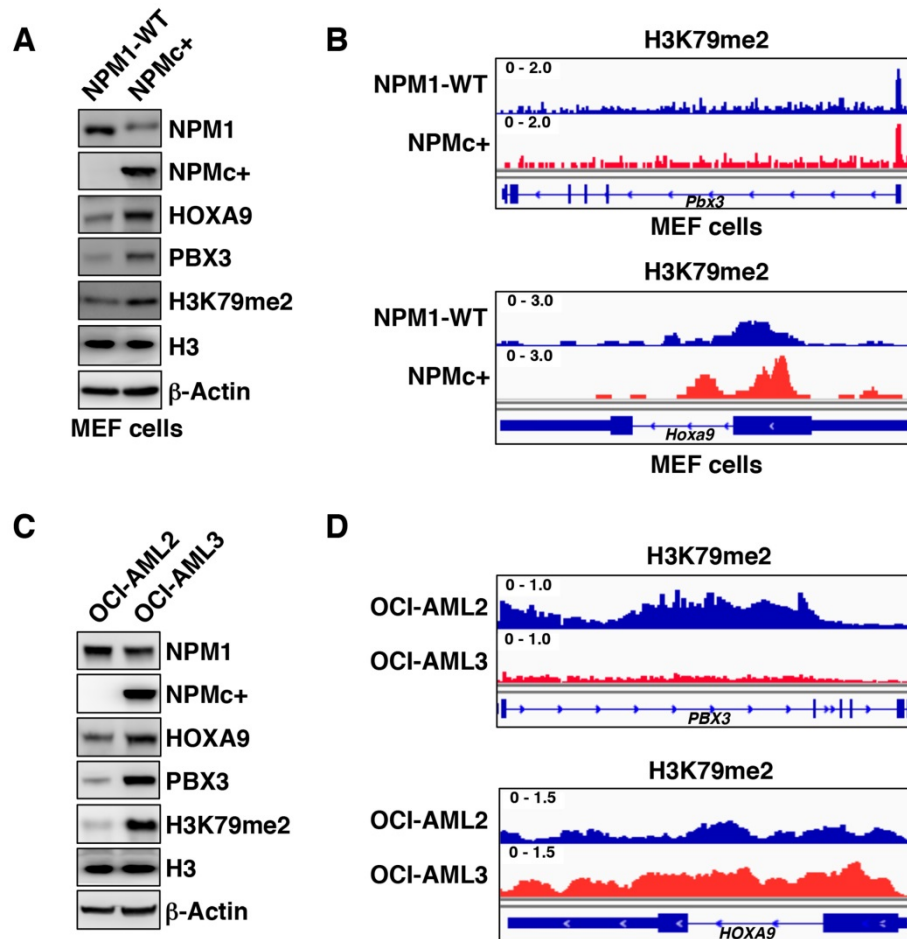 A
NPM1-WT
NPMc+
NPM1
NPMc+
HOXA9
PBX3
H3K79me2
H3
β-Actin
MEF cells
B
H3K79me2
NPM1-WT
0 - 2.0
NPMc+
0 - 2.0
Pbx3
MEF cells
H3K79me2
NPM1-WT
0 - 3.0
NPMc+
0 - 3.0
Hoxa9
MEF cells
C
OCI-AML2
OCI-AML3
NPM1
NPMc+
HOXA9
PBX3
H3K79me2
H3
β-Actin
D
H3K79me2
OCI-AML2
0 - 1.0
OCI-AML3
0 - 1.0
PBX3
H3K79me2
OCI-AML2
0 - 1.5
OCI-AML3
0 - 1.5
HOXA9